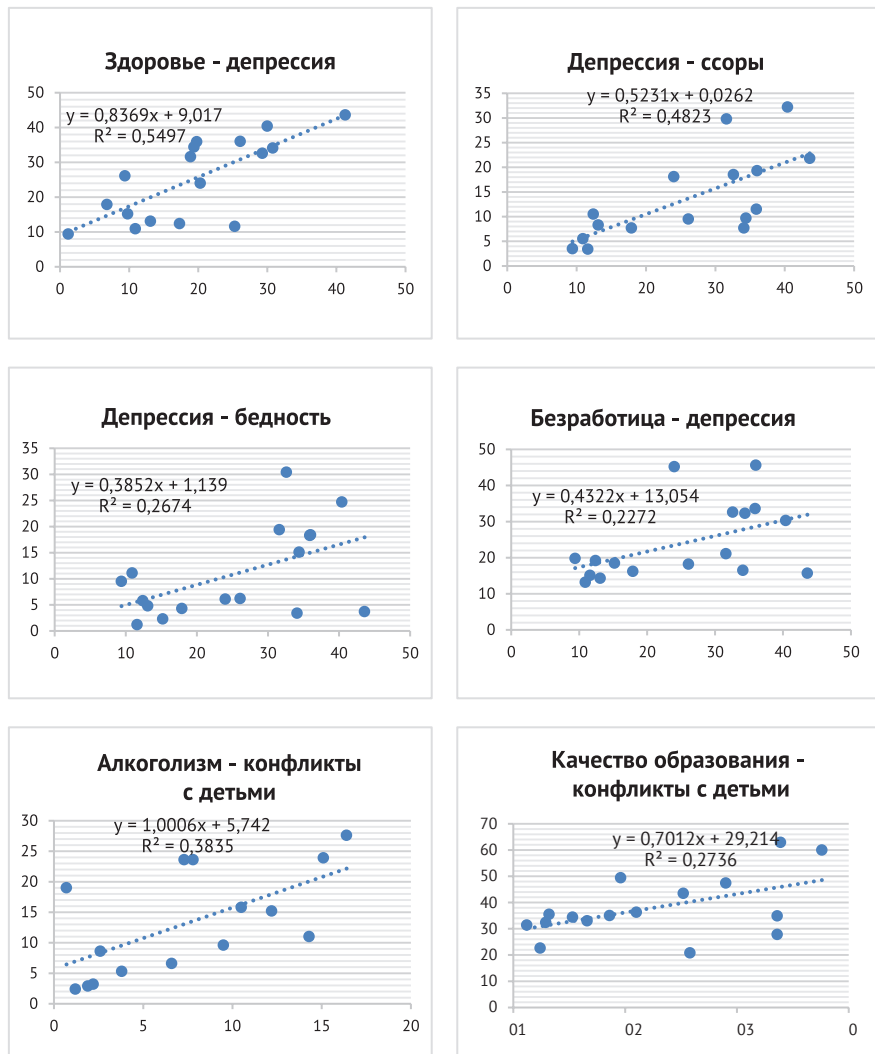 Здоровье - депрессия
50
y = 0,8369x + 9,017
40
R² = 0,5497
30
20
10
0
0 10 20 30 40 50
Депрессия - ссоры
35
y = 0,5231x + 0,0262
30
R² = 0,4823
25
20
15
10
5
0
0 10 20 30 40 50
Депрессия - бедность
35
30
y = 0,3852x + 1,139
25
R² = 0,2674
20
15
10
5
0
0 10 20 30 40 50
Безработица - депрессия
50
40
y = 0,4322x + 13,054
30
R² = 0,2272
20
10
0
0 10 20 30 40 50
Алкоголизм - конфликты
с детьми
30
y = 1,0006x + 5,742
25
R² = 0,3835
20
15
10
5
0
0 5 10 15 20
Качество образования -
конфликты с детьми
70
y = 0,7012x + 29,214
60
R² = 0,2736
50
40
30
20
10
0
01 02 03 0